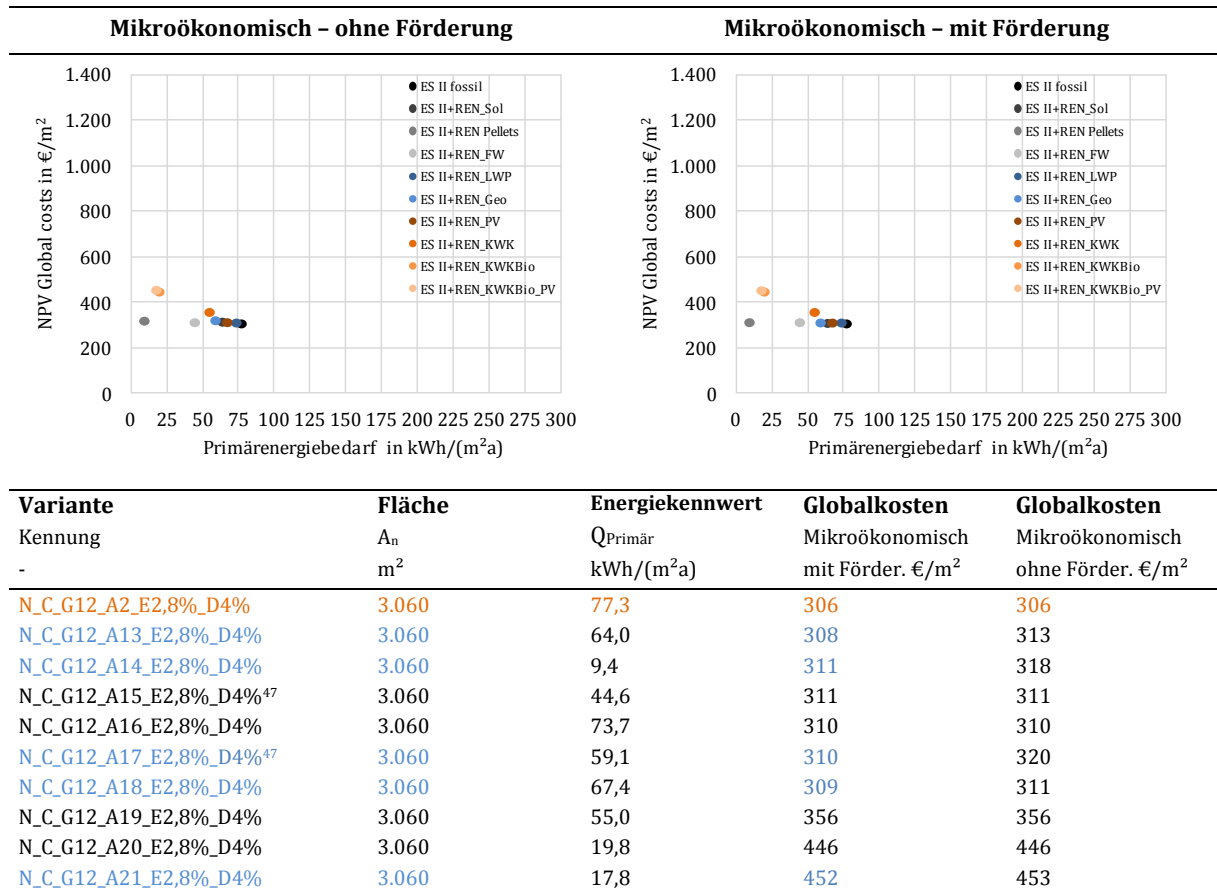 Mikroökonomisch – ohne Förderung
Mikroökonomisch – mit Förderung
1.400
1.200
1.000
800
600
400
200
0
NPV Global costs in €/m²
0 25 50 75 100 125 150 175 200 225 250 275 300
Primärenergiebedarf in kWh/(m²a)
ES II fossil
ES II+REN_Sol
ES II+REN Pellets
ES II+REN_FW
ES II+REN_LWP
ES II+REN_Geo
ES II+REN_PV
ES II+REN_KWK
ES II+REN_KWKBio
ES II+REN_KWKBio_PV
1.400
1.200
1.000
800
600
400
200
0
NPV Global costs in €/m²
0 25 50 75 100 125 150 175 200 225 250 275 300
Primärenergiebedarf in kWh/(m²a)
ES II fossil
ES II+REN_Sol
ES II+REN Pellets
ES II+REN_FW
ES II+REN_LWP
ES II+REN_Geo
ES II+REN_PV
ES II+REN_KWK
ES II+REN_KWKBio
ES II+REN_KWKBio_PV
Variante Fläche Energiekennwert Globalkosten Globalkosten
Kennung An QPrimär Mikroökonomisch Mikroökonomisch
- m² kWh/(m²a) mit Förder. €/m² ohne Förder. €/m²
N_C_G12_A2_E2,8%_D4% 3.060 77,3 306 306
N_C_G12_A13_E2,8%_D4% 3.060 64,0 308 313
N_C_G12_A14_E2,8%_D4% 3.060 9,4 311 318
N_C_G12_A15_E2,8%_D4%47 3.060 44,6 311 311
N_C_G12_A16_E2,8%_D4% 3.060 73,7 310 310
N_C_G12_A17_E2,8%_D4%47 3.060 59,1 310 320
N_C_G12_A18_E2,8%_D4% 3.060 67,4 309 311
N_C_G12_A19_E2,8%_D4% 3.060 55,0 356 356
N_C_G12_A20_E2,8%_D4% 3.060 19,8 446 446
N_C_G12_A21_E2,8%_D4% 3.060 17,8 452 453